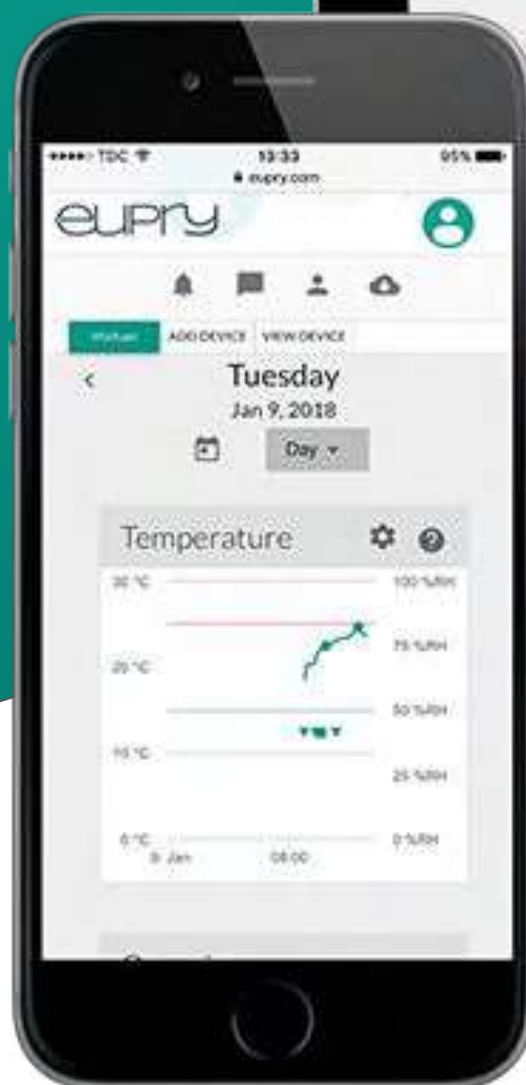 TDC 13:33 95%
eupry.com
eupry
ADD DEVICE VIEW DEVICE
Tuesday
Jan 9, 2018
Day
Temperature
30 °C 100 %RH
75 %RH
20 °C
50 %RH
10 °C
25 %RH
0 °C 0 %RH
9. Jan 08:00